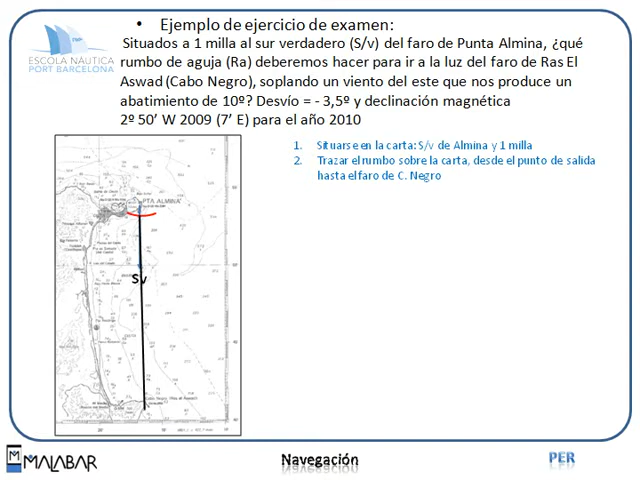 • Ejemplo de ejercicio de examen:
Situados a 1 milla al sur verdadero (S/v) del faro de Punta Almina, ¿qué
rumbo de aguja (Ra) deberemos hacer para ir a la luz del faro de Ras El
Aswad (Cabo Negro), soplando un viento del este que nos produce un
abatimiento de 10º? Desvío = - 3,5º y declinación magnética
2º 50’ W 2009 (7’ E) para el año 2010
ESCOLA NÀUTICA
PORT BARCELONA
1. Situarse en la carta: S/v de Almina y 1 milla
2. Trazar el rumbo sobre la carta, desde el punto de salida
hasta el faro de C. Negro
PTA ALMINA
Sv
MALABAR
Navegación
PER